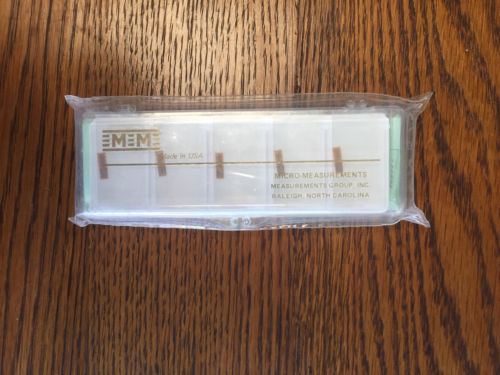 MM
Made in USA
MICRO-MEASUREMENTS
MEASUREMENTS GROUP, INC.
RALEIGH, NORTH CAROLINA